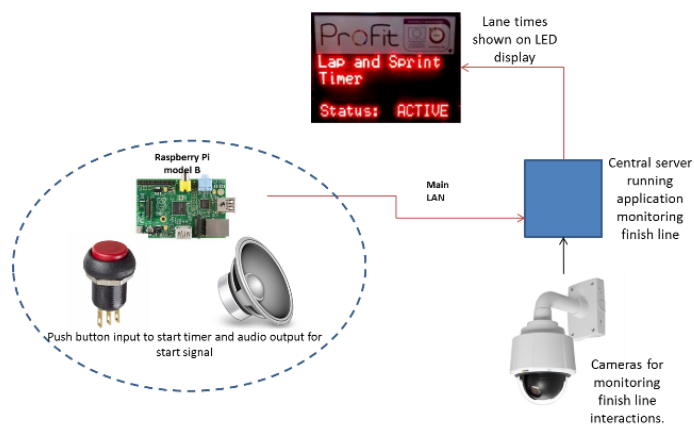 ProFit
Lap and Sprint
Timer
Status: ACTIVE
Lane times
shown on LED
display
Raspberry Pi
model B
Main
LAN
Central server
running
application
monitoring
finish line
Push button input to start timer and audio output for
start signal
Cameras for
monitoring
finish line
interactions.